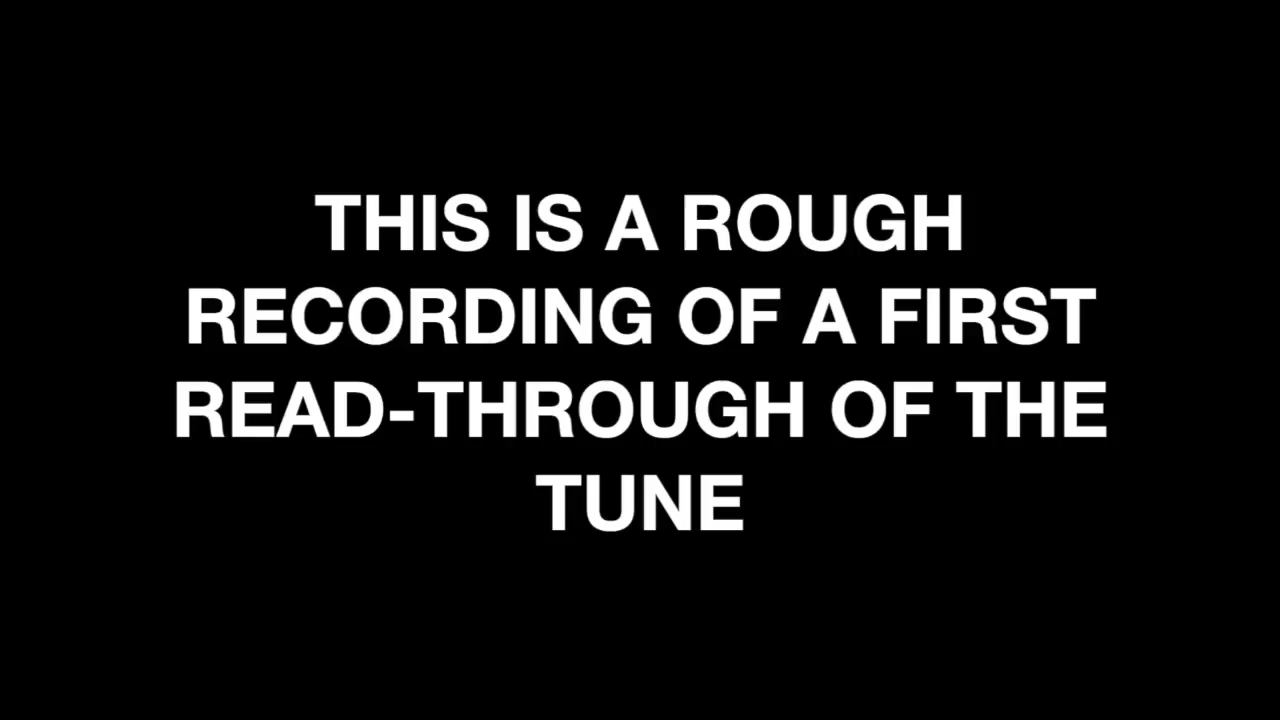 THIS IS A ROUGH
RECORDING OF A FIRST
READ-THROUGH OF THE
TUNE